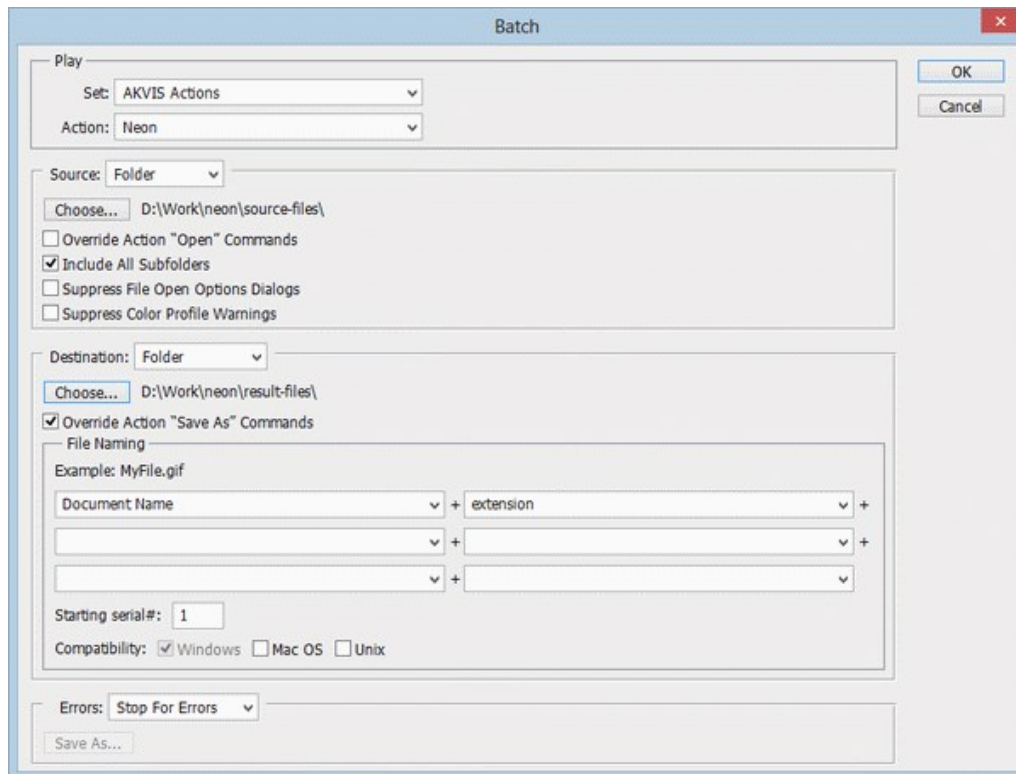 Batch
Play
Set: AKVIS Actions
Action: Neon
OK
Cancel
Source: Folder
Choose... D:\Work\neon\source-files\
Override Action "Open" Commands
Include All Subfolders
Suppress File Open Options Dialogs
Suppress Color Profile Warnings
Destination: Folder
Choose... D:\Work\neon\result-files\
Override Action "Save As" Commands
File Naming
Example: MyFile.gif
Document Name + extension +
+ +
+
Starting serial#: 1
Compatibility: Windows Mac OS Unix
Errors: Stop For Errors
Save As...